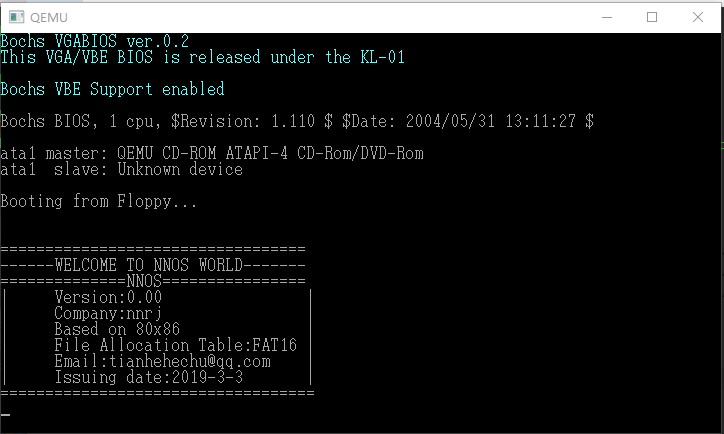 QEMU
Bochs VGABIOS ver.0.2
This VGA/VBE BIOS is released under the KL-01
Bochs VBE Support enabled
Bochs BIOS, 1 cpu, $Revision: 1.110 $ $Date: 2004/05/31 13:11:27 $
ata1 master: QEMU CD-ROM ATAPI-4 CD-Rom/DVD-Rom
ata1  slave: Unknown device
Booting from Floppy...
==================================
------WELCOME TO NNOS WORLD-------
==============NNOS================
|     Version:0.00                |
|     Company:nnrj                |
|     Based on 80x86              |
|     File Allocation Table:FAT16 |
|     Email:tianhehechu@qq.com    |
|     Issuing date:2019-3-3       |
===================================
_